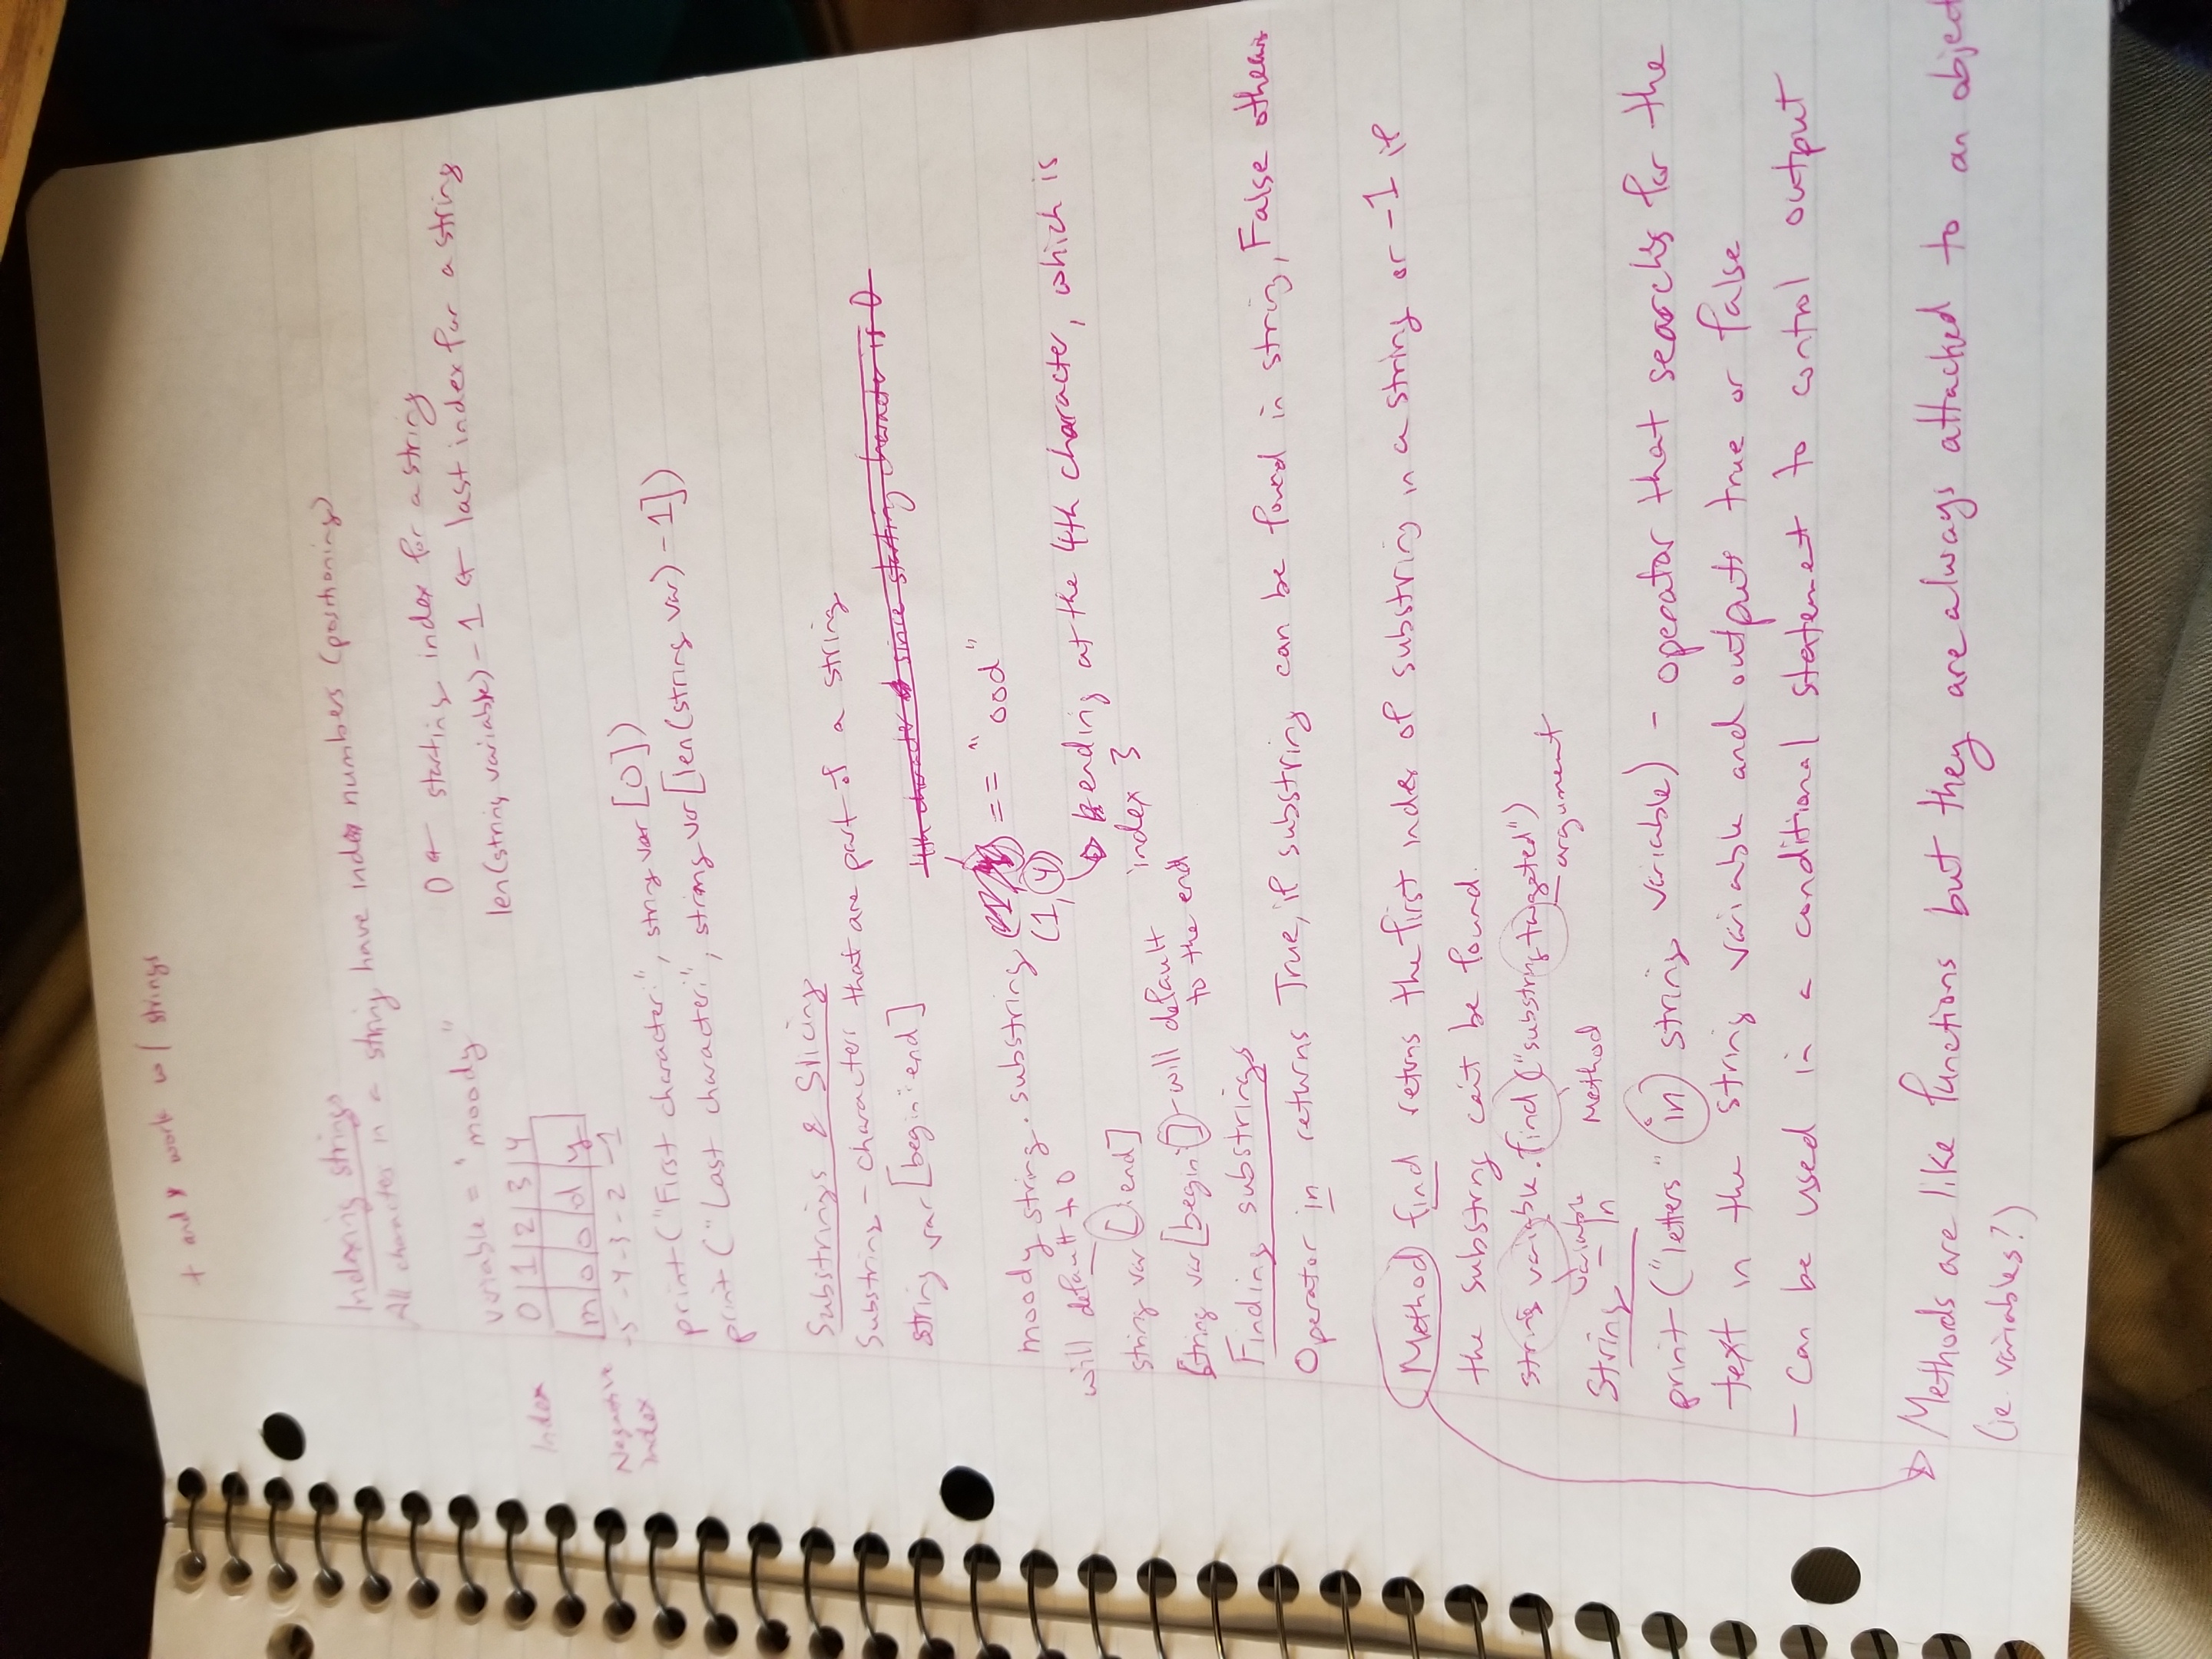 + and * work w/ strings
Indexing strings
All character in a string have index numbers (positioning)
variable = "moody"
0 ← starting index for a string
len(string variable) - 1 ← last index for a string
Index 0 | 1 | 2 | 3 | 4
m | o | o | d | y
Negative index -5 -4 -3 -2 -1
print("First character:", string var [0])
print("Last character:", string var [len(string var) - 1])
Substrings & Slicing
Substring - characters that are part of a string
string var [begin:end]
4th character since starting character is 0
moody string.substring == "ood"
(1, 4)
ending at the 4th character, which is
index 3
will default to 0
string var [:end]
string var [begin:] - will default
to the end
Finding substrings
Operator in returns True, if substring can be found in string, False otherwis
Method find returns the first index of substring in a string or -1 if
the substrng can't be found.
string variable.find("substring targeted")
variable Method - argument
String - In
print("letters" in string variable) - operator that searchs for the
text in the string variable and outputs true or false
- Can be used in a conditional statement to control output
Methods are like functions but they are always attacked to an object
(ie. variables?)